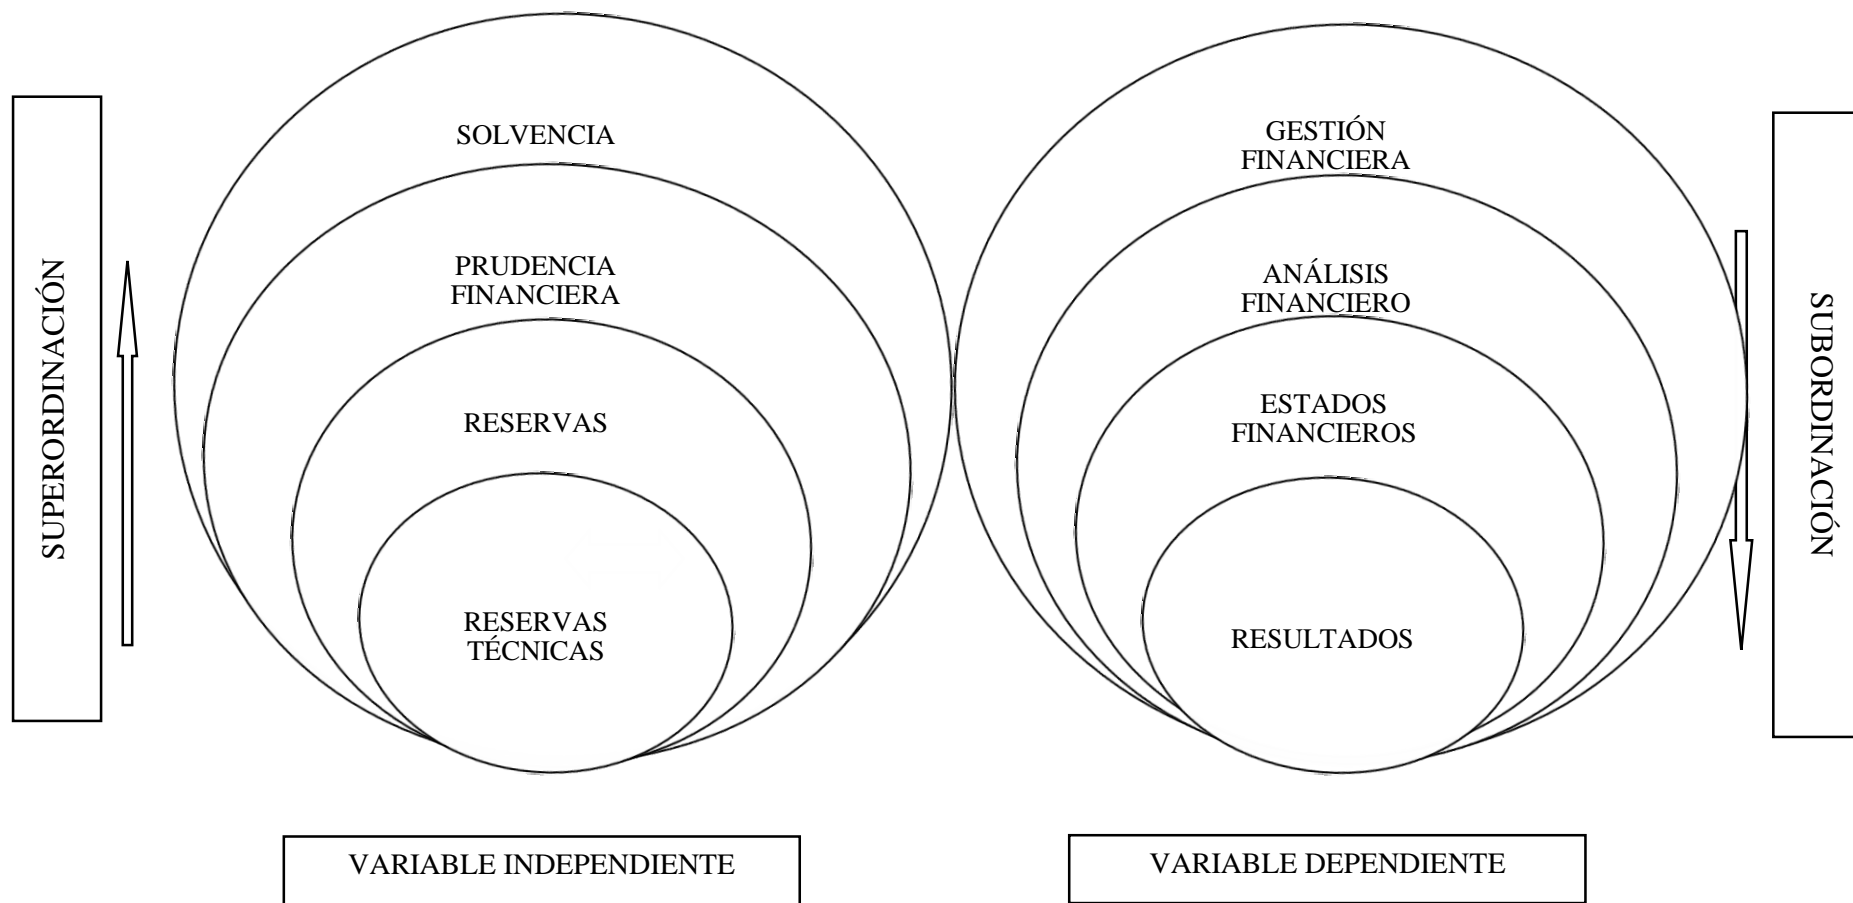 SUPERORDINACIÓN
SOLVENCIA
PRUDENCIA
FINANCIERA
RESERVAS
RESERVAS
TÉCNICAS
VARIABLE INDEPENDIENTE
GESTIÓN
FINANCIERA
ANÁLISIS
FINANCIERO
ESTADOS
FINANCIEROS
RESULTADOS
VARIABLE DEPENDIENTE
SUBORDINACIÓN